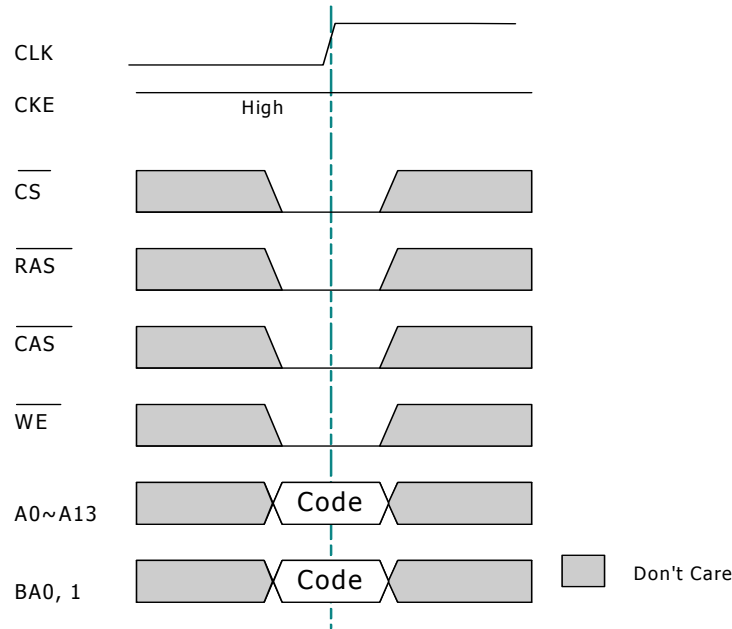 CLK
CKE
High
CS
RAS
CAS
WE
A0~A13
Code
BA0, 1
Code
Don't Care